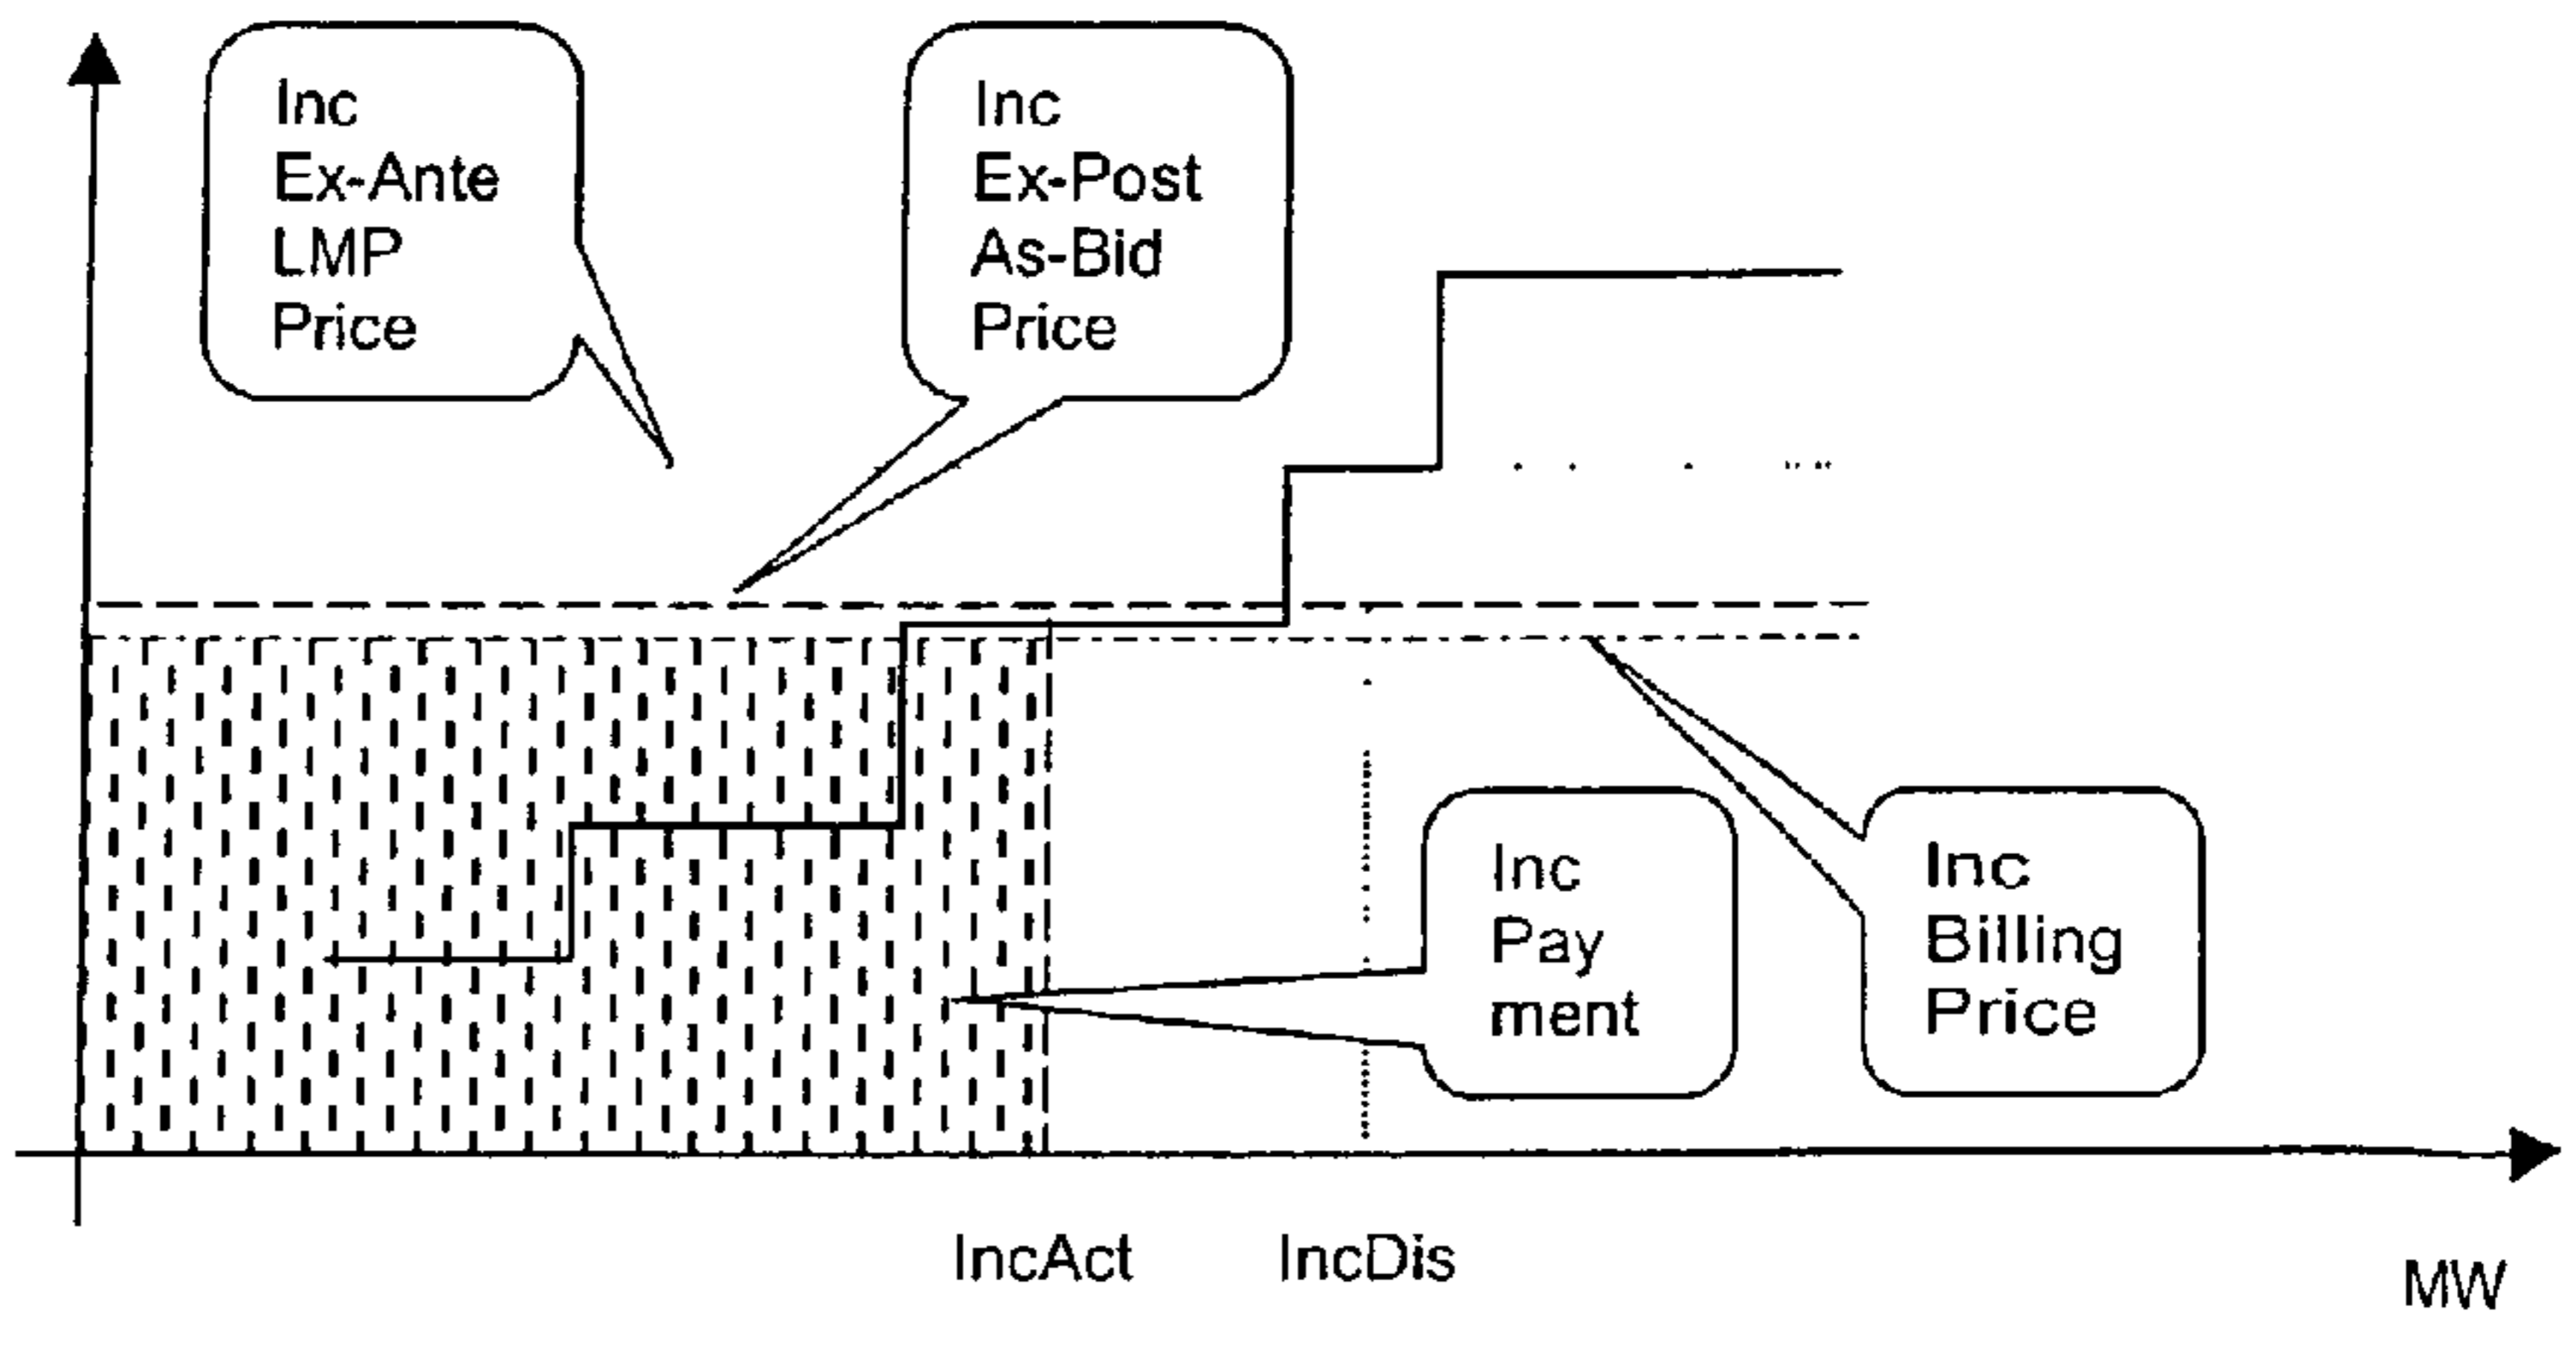 Inc
Ex-Ante
LMP
Price
Inc
Ex-Post
As-Bid
Price
Inc
Pay
ment
Inc
Billing
Price
IncAct
IncDis
MW